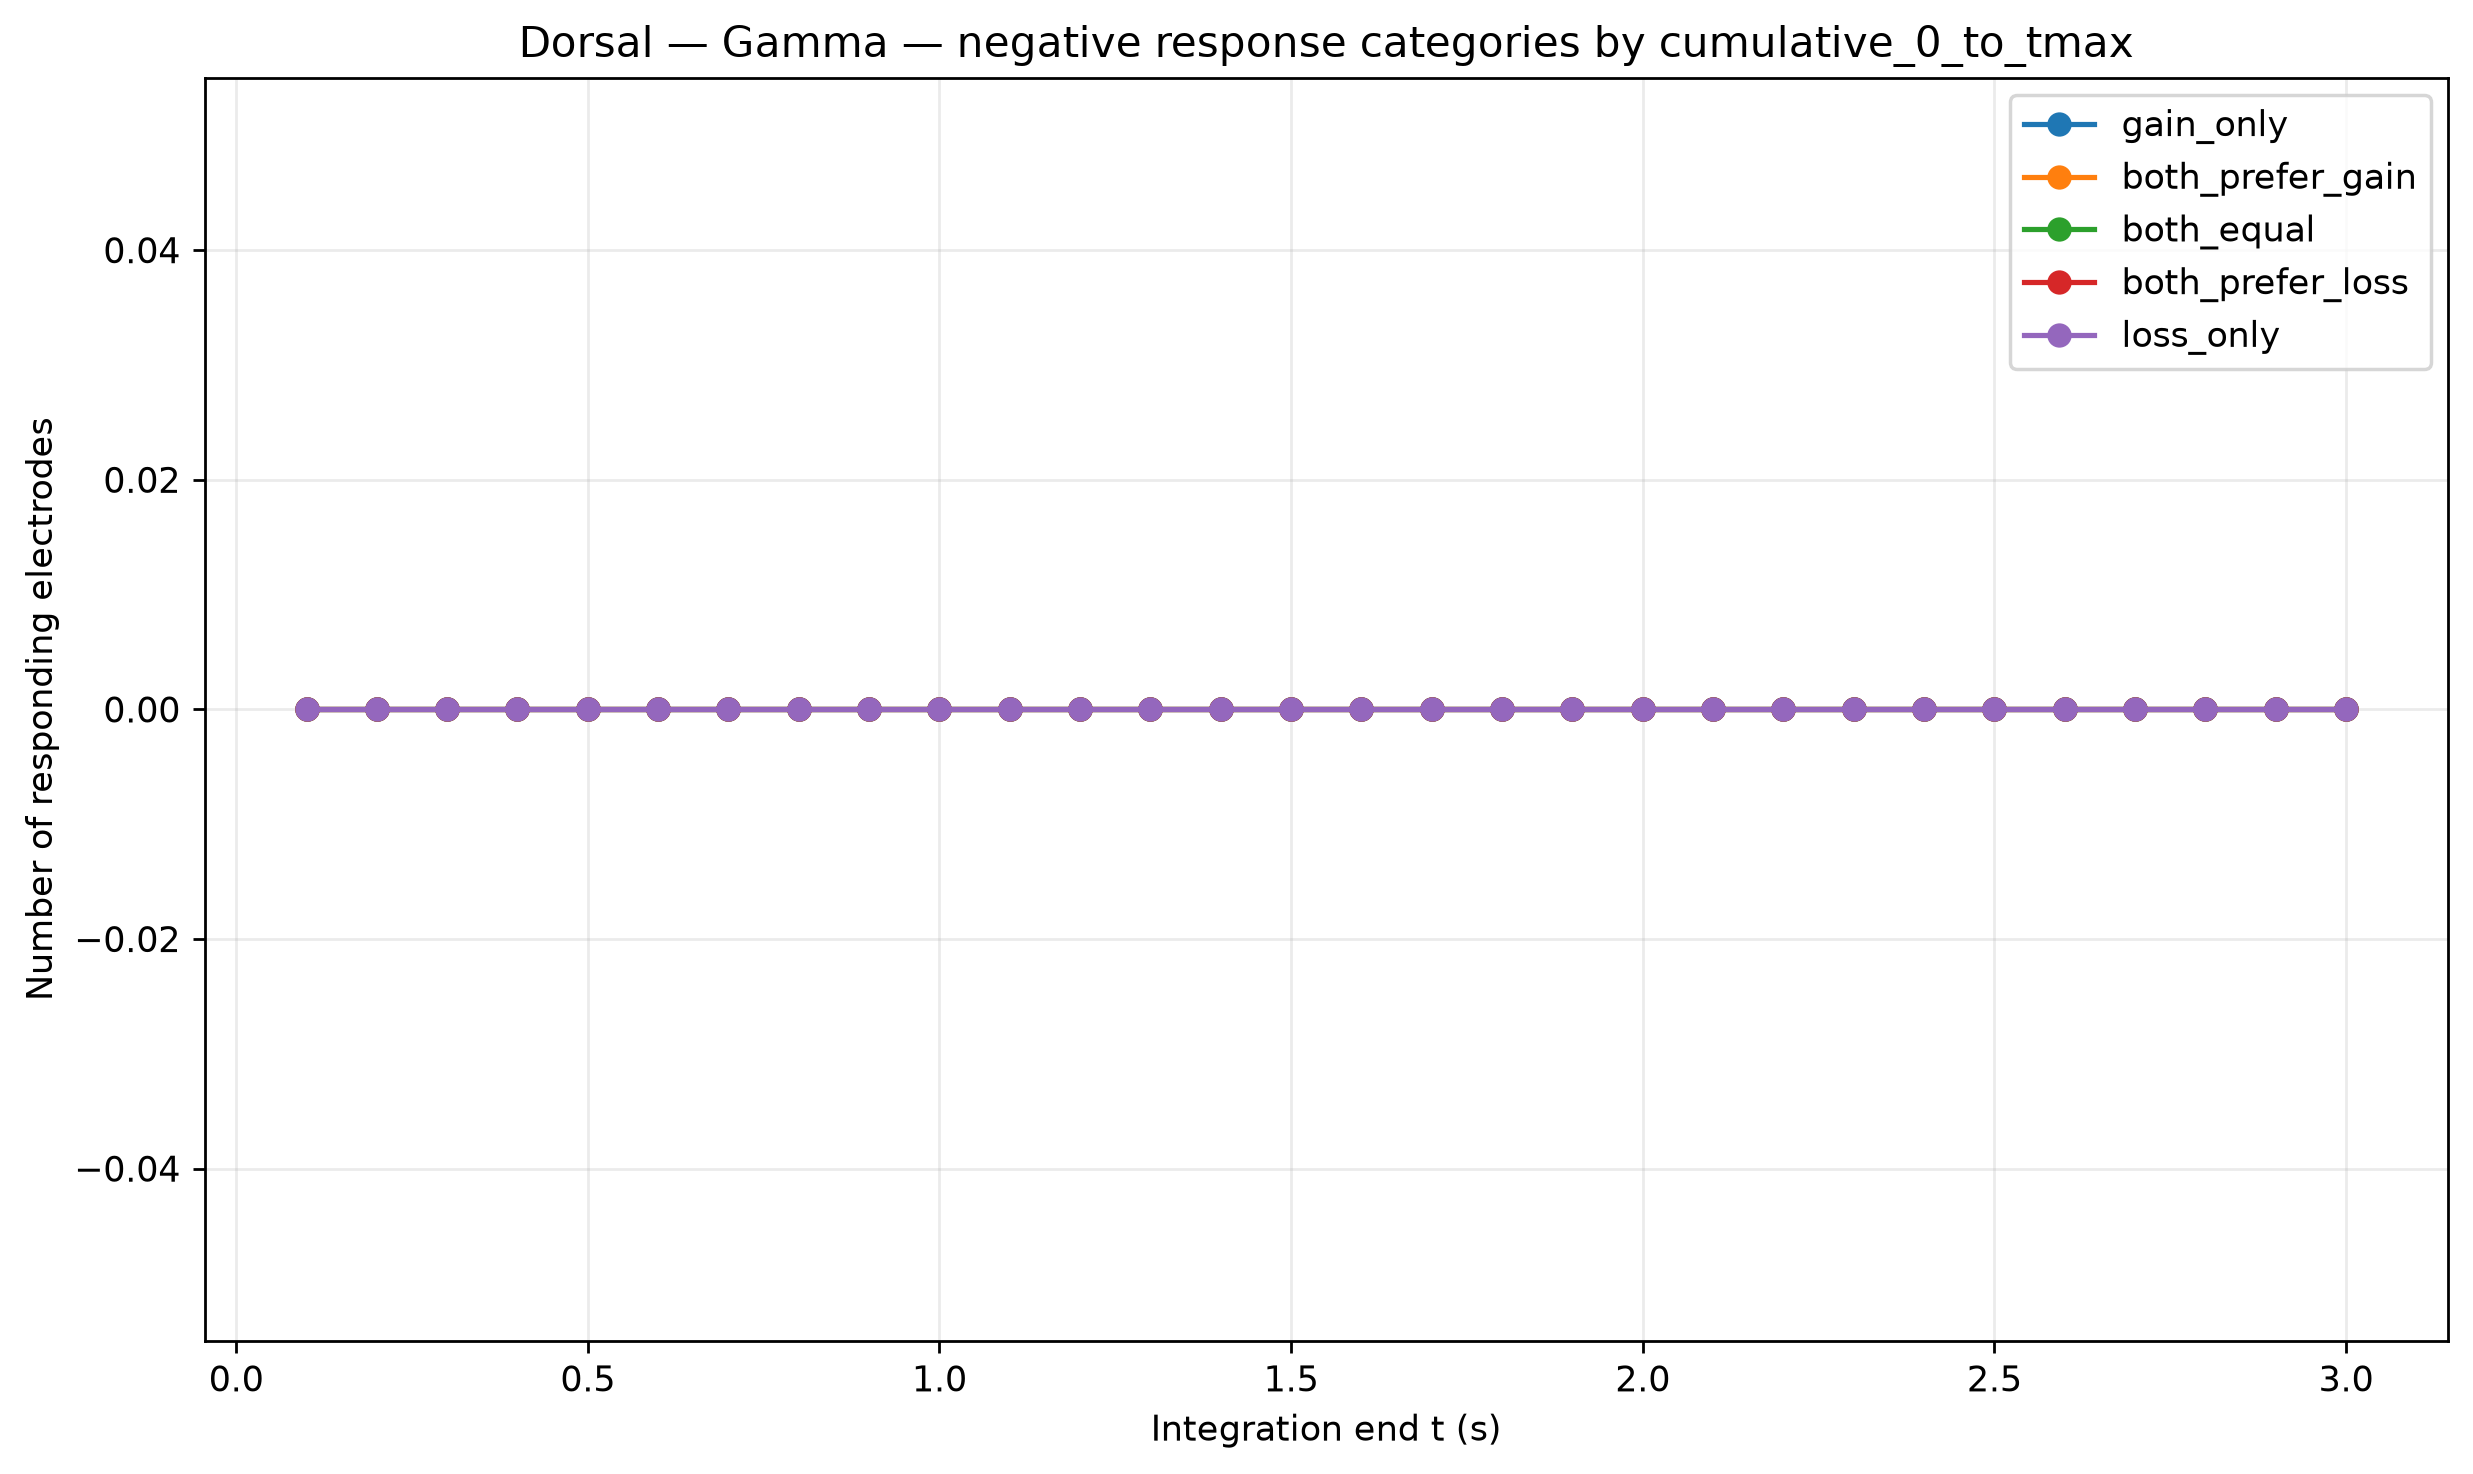 Dorsal — Gamma — negative response categories by cumulative_0_to_tmax
gain_only
both_prefer_gain
both_equal
both_prefer_loss
loss_only
Number of responding electrodes
0.04
0.02
0.00
−0.02
−0.04
0.0 0.5 1.0 1.5 2.0 2.5 3.0
Integration end t (s)